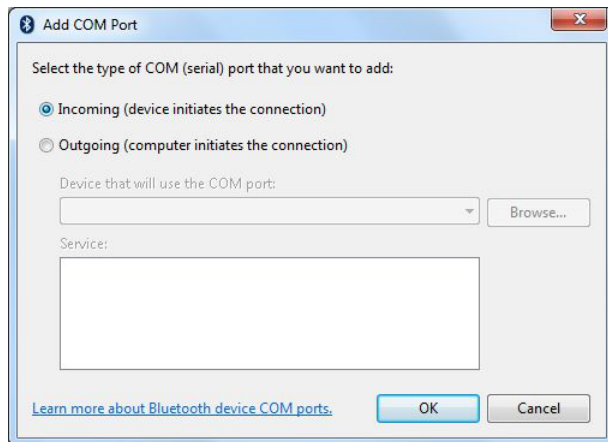 Add COM Port
Select the type of COM (serial) port that you want to add:
Incoming (device initiates the connection)
Outgoing (computer initiates the connection)
Device that will use the COM port:
Browse...
Service:
Learn more about Bluetooth device COM ports.
OK
Cancel